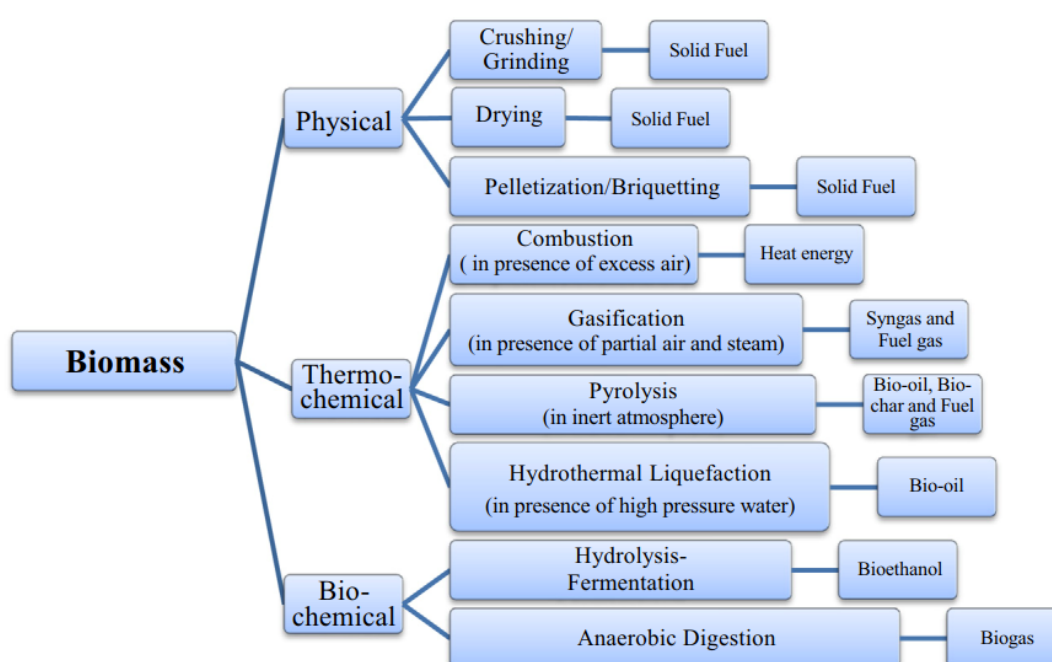 Biomass
Physical
Crushing/
Grinding
Solid Fuel
Drying
Solid Fuel
Pelletization/Briquetting
Solid Fuel
Thermo-
chemical
Combustion
( in presence of excess air)
Heat energy
Gasification
(in presence of partial air and steam)
Syngas and
Fuel gas
Pyrolysis
(in inert atmosphere)
Bio-oil, Bio-
char and Fuel
gas
Hydrothermal Liquefaction
(in presence of high pressure water)
Bio-oil
Bio-
chemical
Hydrolysis-
Fermentation
Bioethanol
Anaerobic Digestion
Biogas